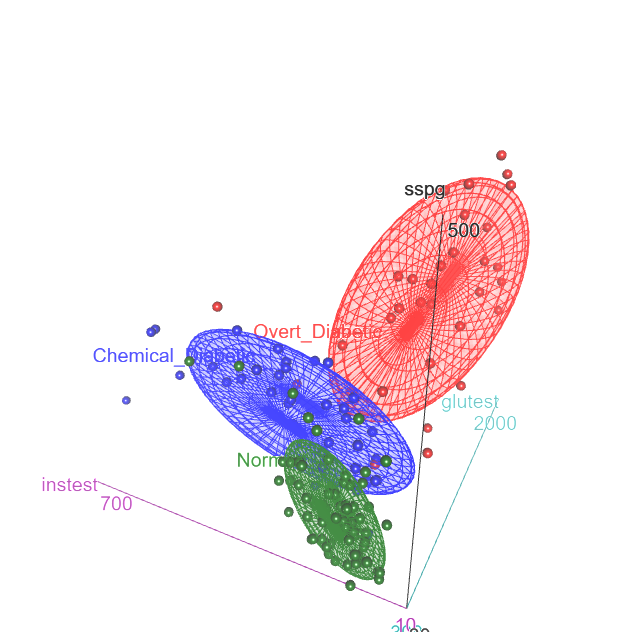 sspg
500
Overt_Diabetic
Chemical_Diabetic
glutest
2000
Normal
instest
700
10